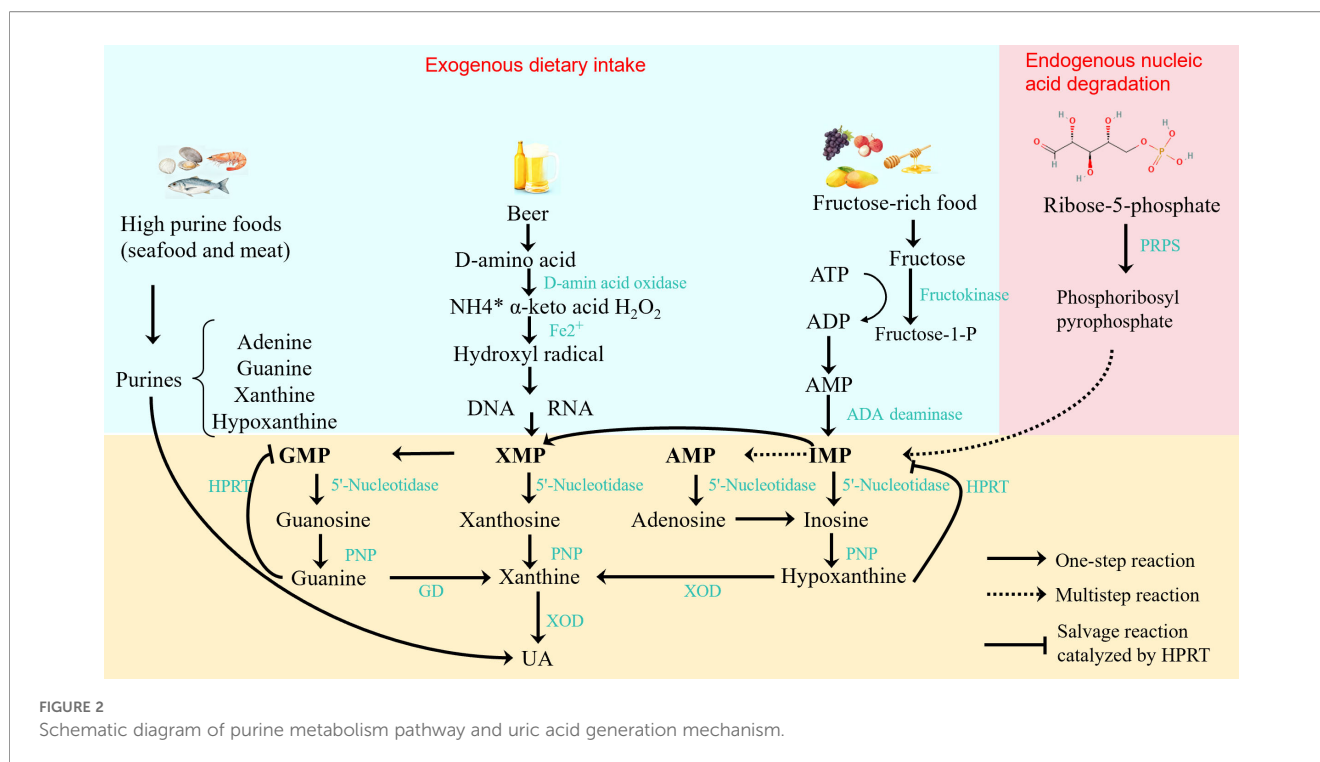 Exogenous dietary intake
Endogenous nucleic
acid degradation
High purine foods
(seafood and meat)
Purines
Adenine
Guanine
Xanthine
Hypoxanthine
Beer
D-amino acid
D-amin acid oxidase
NH4* α-keto acid H₂O₂
Fe2⁺
Hydroxyl radical
DNA RNA
Fructose-rich food
Fructose
ATP
Fructokinase
ADP
Fructose-1-P
AMP
ADA deaminase
O
H
H
O
H
O
H
O
H
O
O
P
O
O
H
O
H
Ribose-5-phosphate
PRPS
Phosphoribosyl
pyrophosphate
GMP XMP AMP IMP
HPRT 5'-Nucleotidase 5'-Nucleotidase 5'-Nucleotidase 5'-Nucleotidase HPRT
Guanosine Xanthosine Adenosine Inosine
PNP PNP PNP
Guanine Xanthine Hypoxanthine
GD XOD
XOD
UA
One-step reaction
Multistep reaction
Salvage reaction
catalyzed by HPRT
FIGURE 2
Schematic diagram of purine metabolism pathway and uric acid generation mechanism.